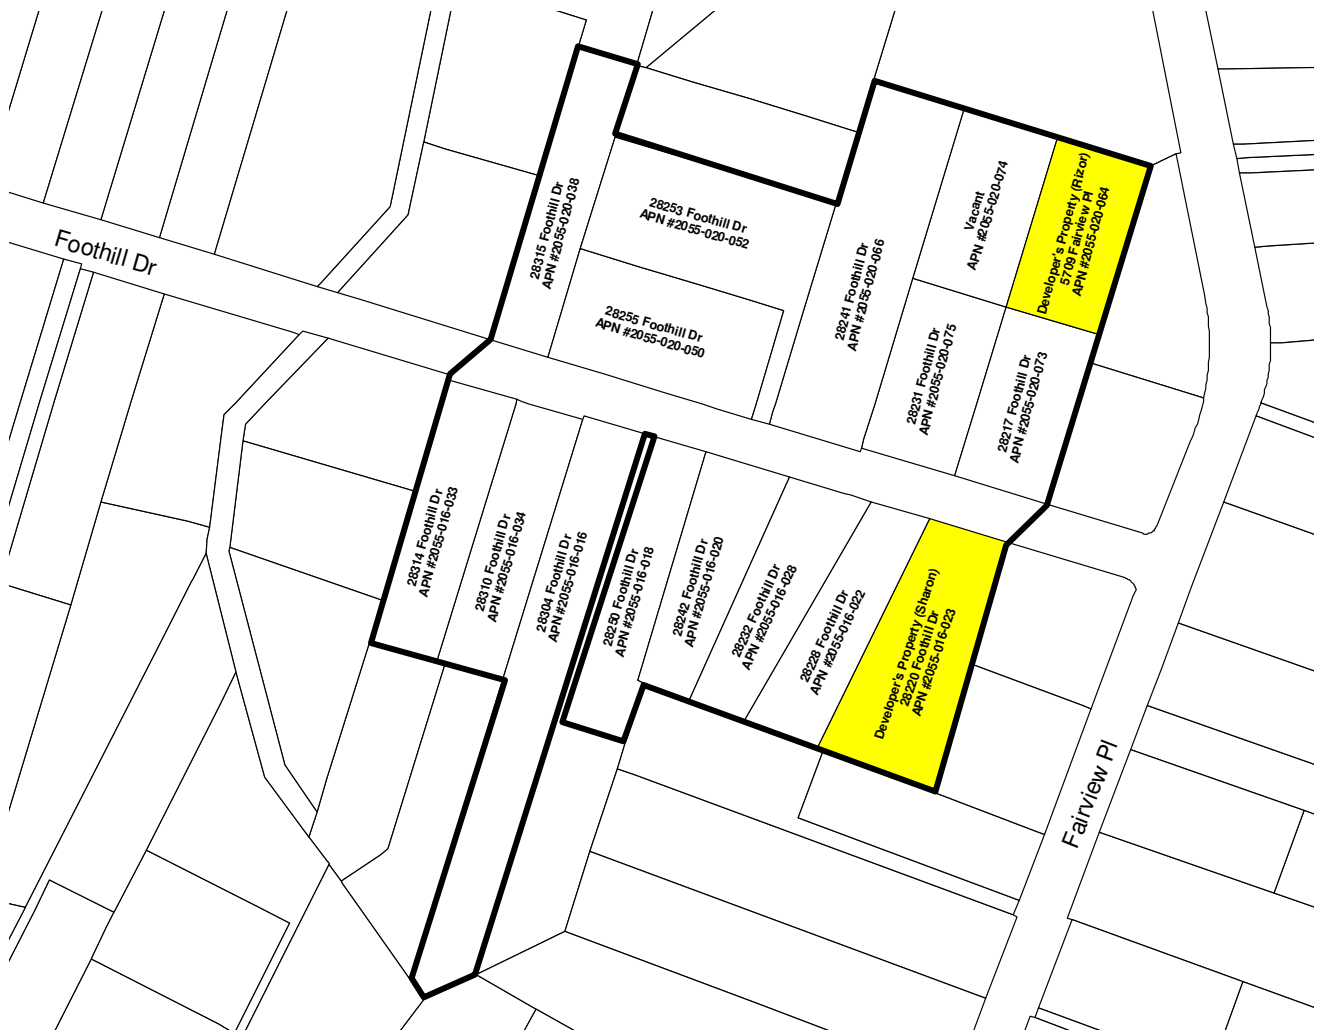 Foothill Dr
28315 Foothill Dr
APN #2055-020-038
28253 Foothill Dr
APN #2055-020-052
28255 Foothill Dr
APN #2055-020-050
28241 Foothill Dr
APN #2055-020-066
Vacant
APN #2055-020-074
Developer's Property (Rizor)
5709 Fairview Pl
APN #2055-020-064
28231 Foothill Dr
APN #2055-020-075
28217 Foothill Dr
APN #2055-020-073
28314 Foothill Dr
APN #2055-016-033
28310 Foothill Dr
APN #2055-016-034
28304 Foothill Dr
APN #2055-016-016
28250 Foothill Dr
APN #2055-016-018
28242 Foothill Dr
APN #2055-016-020
28232 Foothill Dr
APN #2055-016-028
28228 Foothill Dr
APN #2055-016-022
Developer's Property (Sharon)
28220 Foothill Dr
APN #2055-016-023
Fairview Pl